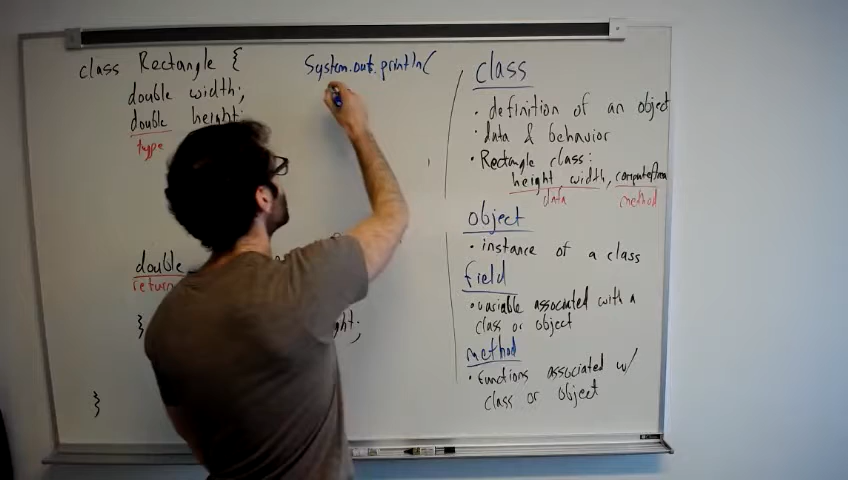 class Rectangle {
double width;
double height;
type
double
return
ght;
}
}
System.out.println(
class
• definition of an object
• data & behavior
• Rectangle class:
height width, computeArea
data method
object
• instance of a class
field
• variable associated with a
class or object
method
• functions associated w/
class or object